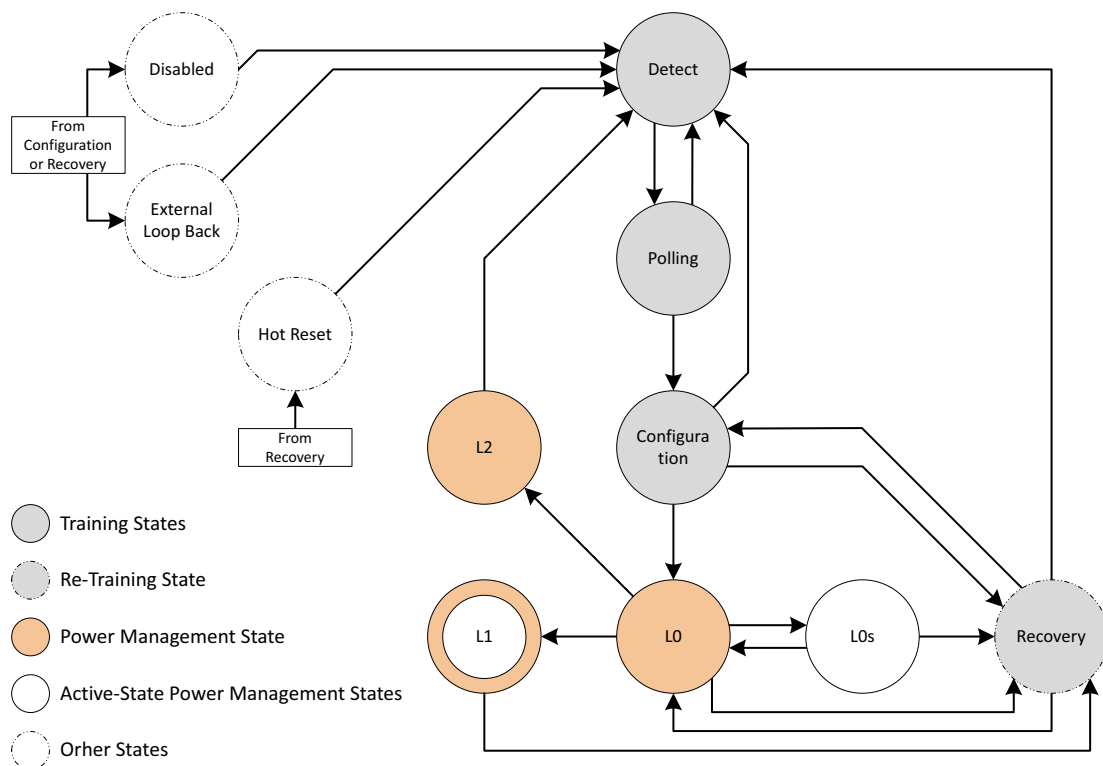 Disabled
Detect
From
Configuration
or Recovery
External
Loop Back
Polling
Hot Reset
From
Recovery
L2
Configura
tion
Training States
Re-Training State
Power Management State
Active-State Power Management States
Orher States
L1
L0
L0s
Recovery